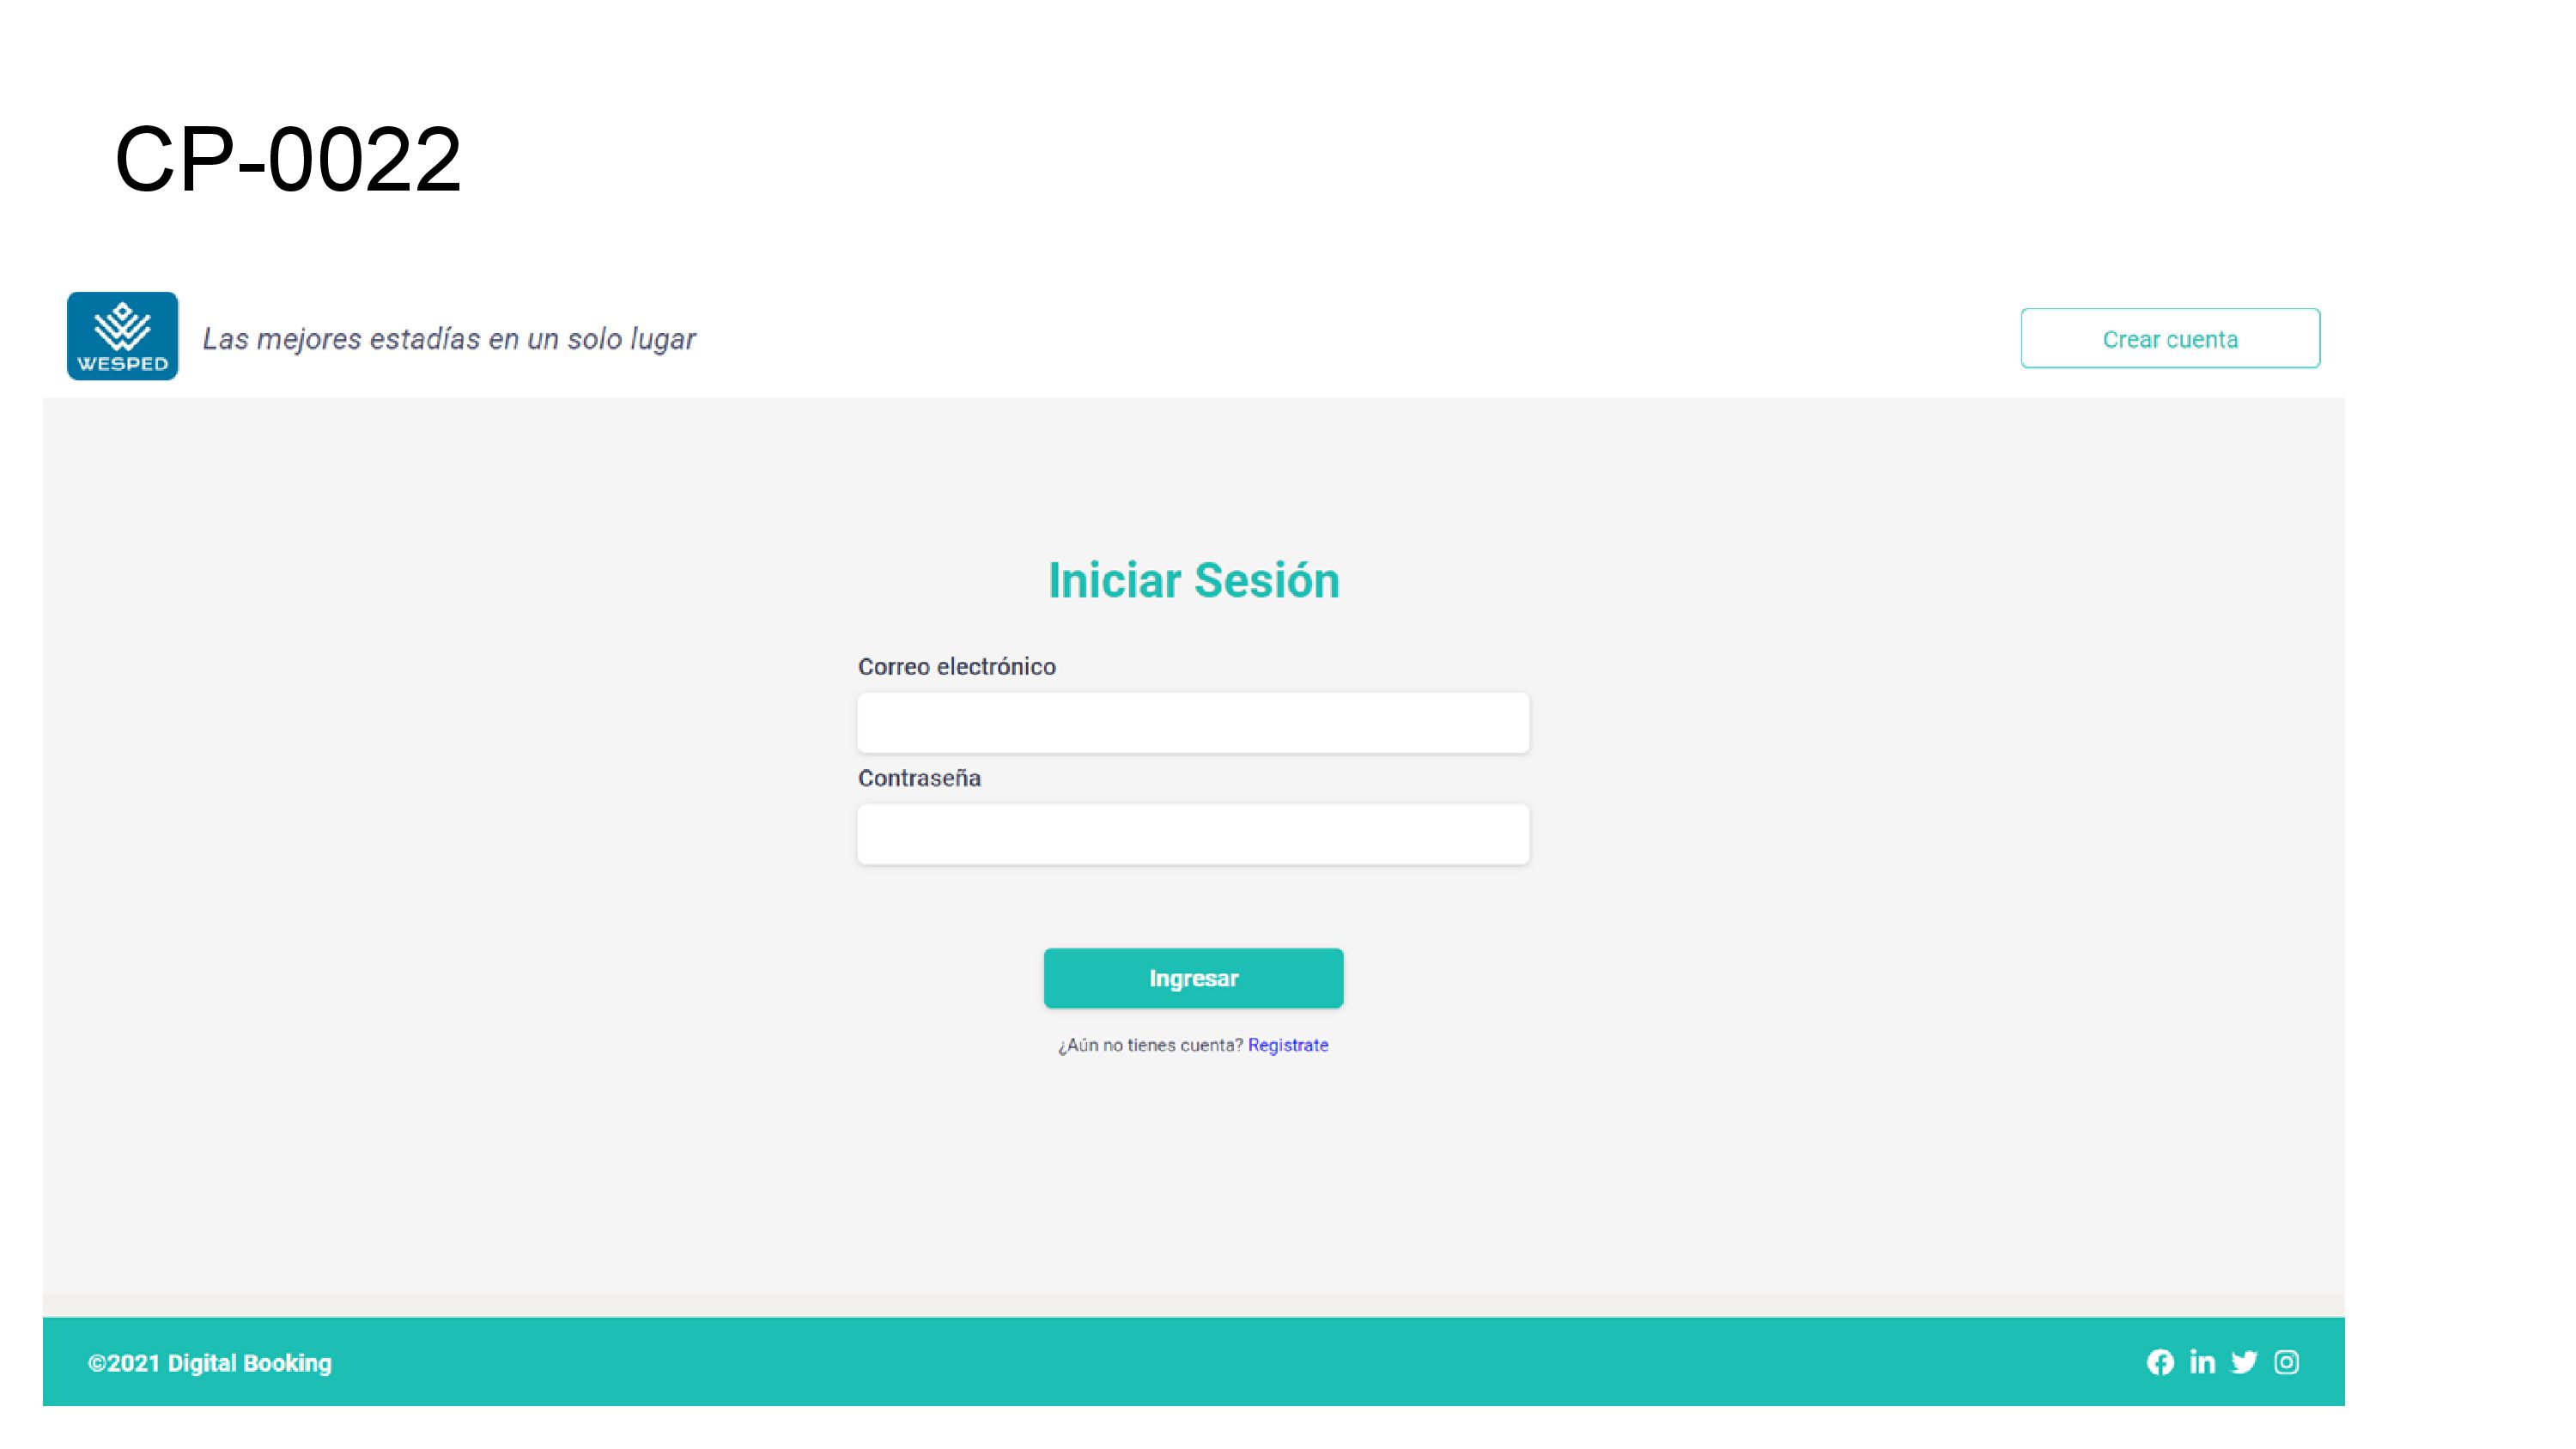 CP-0022
WESPED
Las mejores estadías en un solo lugar
Crear cuenta
Iniciar Sesión
Correo electrónico
Contraseña
Ingresar
¿Aún no tienes cuenta? Registrate
©2021 Digital Booking